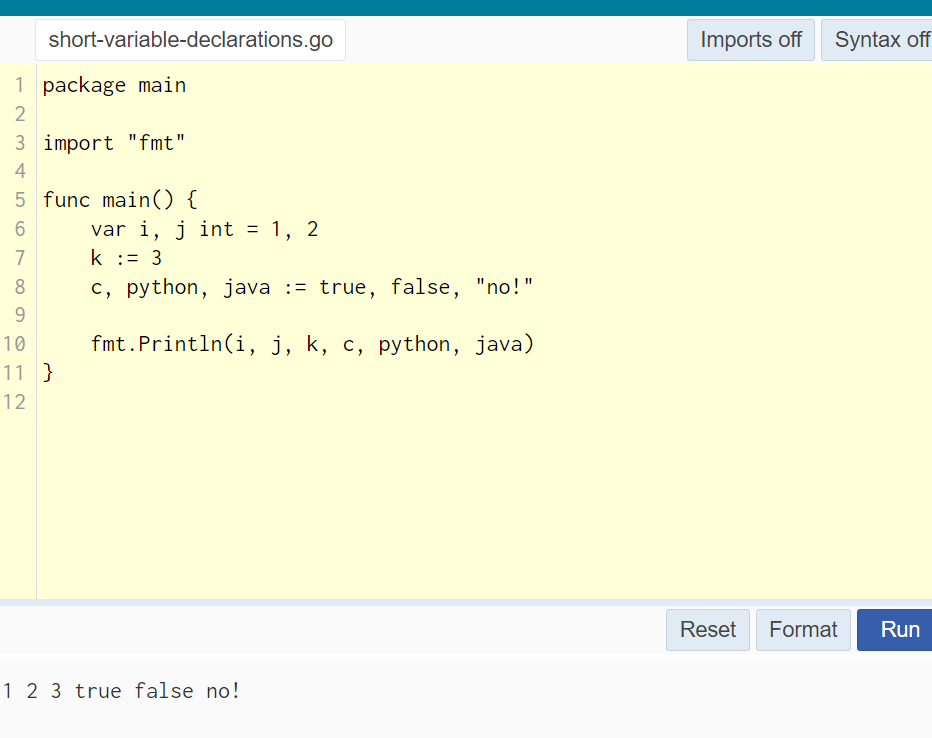 short-variable-declarations.go
Imports off
Syntax off
1 package main
2
3 import "fmt"
4
5 func main() {
6     var i, j int = 1, 2
7     k := 3
8     c, python, java := true, false, "no!"
9
10     fmt.Println(i, j, k, c, python, java)
11 }
12
Reset
Format
Run
1 2 3 true false no!